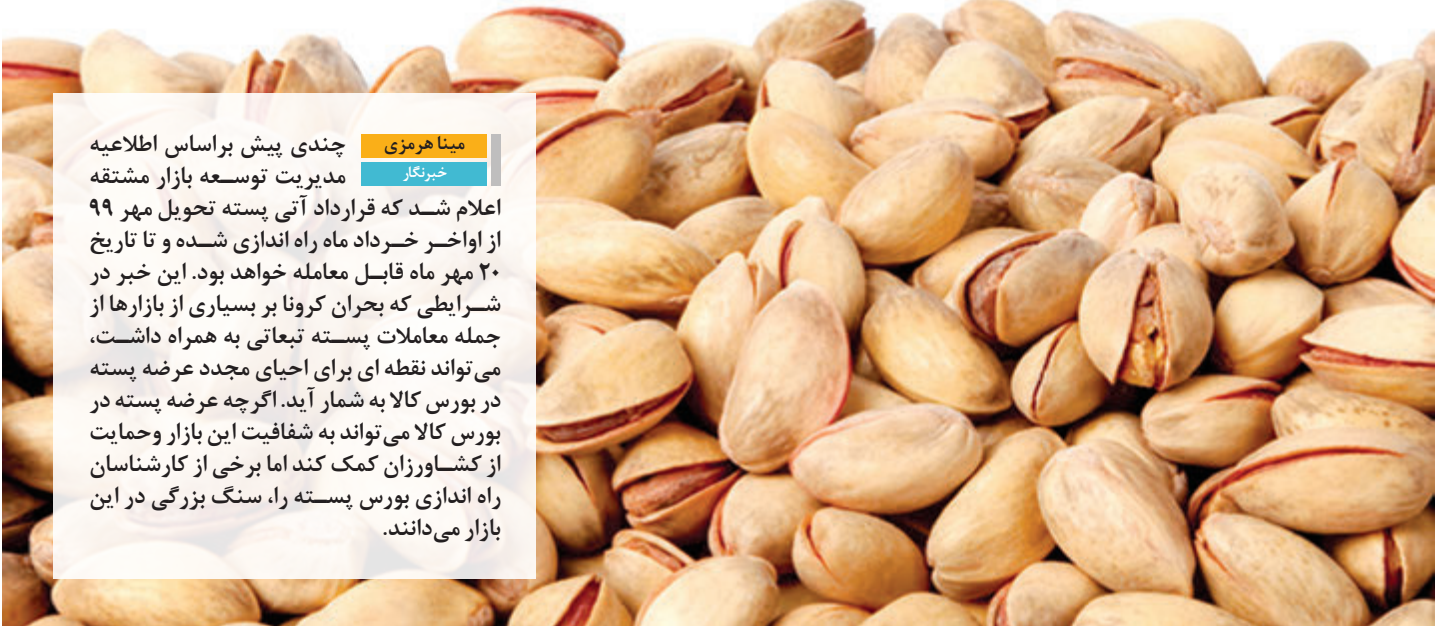 مینا هرمزی
خبرنگار
چندی پیش براساس اطلاعیه
مدیریت توسعه بازار مشتقه
اعلام شد که قرارداد آتی پسته تحویل مهر ۹۹
از اواخر خرداد ماه راه اندازی شده و تا تاریخ
۲۰ مهر ماه قابل معامله خواهد بود. این خبر در
شرایطی که بحران کرونا بر بسیاری از بازارها از
جمله معاملات پسته تبعاتی به همراه داشت،
می‌تواند نقطه ای برای احیای مجدد عرضه پسته
در بورس کالا به شمار آید. اگرچه عرضه پسته در
بورس کالا می‌تواند به شفافیت این بازار وحمایت
از کشاورزان کمک کند اما برخی از کارشناسان
راه اندازی بورس پسته را، سنگ بزرگی در این
بازار می‌دانند.